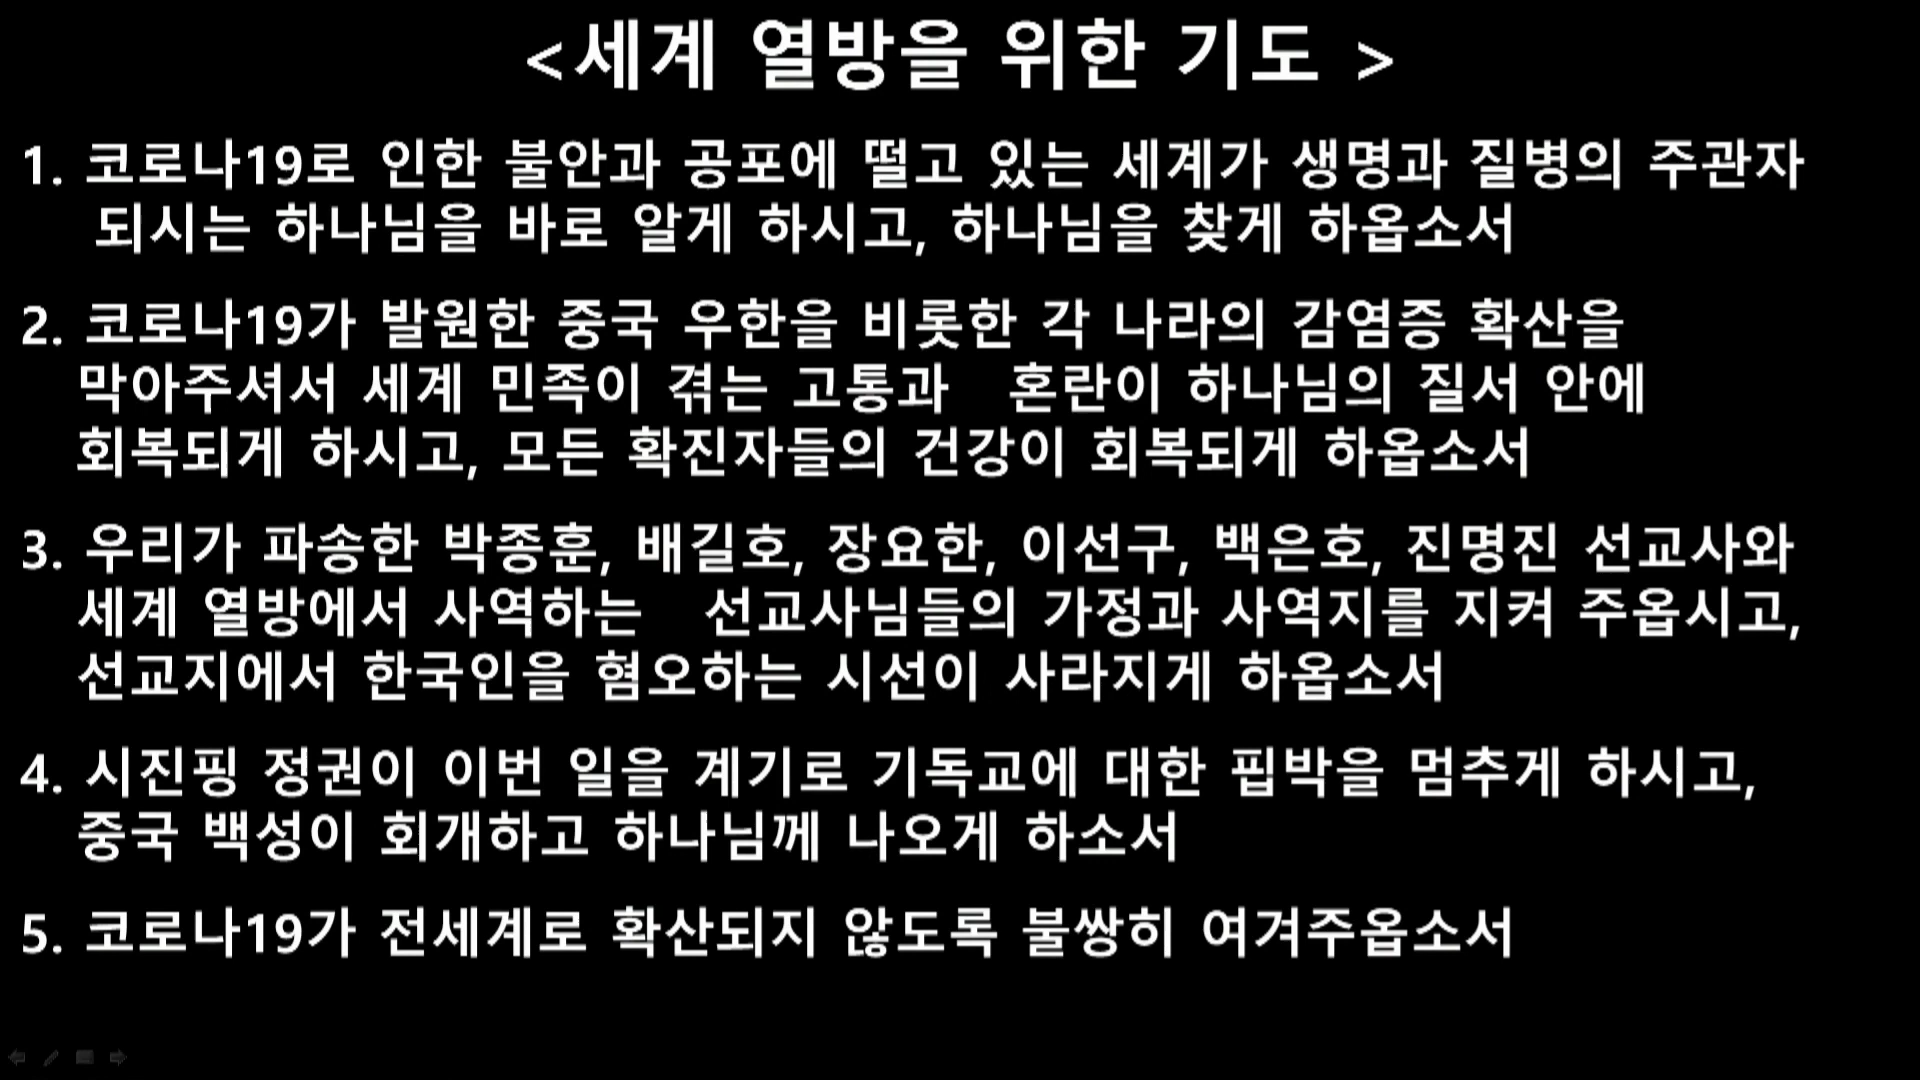 <세계 열방을 위한 기도 >
1. 코로나19로 인한 불안과 공포에 떨고 있는 세계가 생명과 질병의 주관자
되시는 하나님을 바로 알게 하시고, 하나님을 찾게 하옵소서
2. 코로나19가 발원한 중국 우한을 비롯한 각 나라의 감염증 확산을
막아주셔서 세계 민족이 겪는 고통과 혼란이 하나님의 질서 안에
회복되게 하시고, 모든 확진자들의 건강이 회복되게 하옵소서
3. 우리가 파송한 박종훈, 배길호, 장요한, 이선구, 백은호, 진명진 선교사와
세계 열방에서 사역하는 선교사님들의 가정과 사역지를 지켜 주옵시고,
선교지에서 한국인을 혐오하는 시선이 사라지게 하옵소서
4. 시진핑 정권이 이번 일을 계기로 기독교에 대한 핍박을 멈추게 하시고,
중국 백성이 회개하고 하나님께 나오게 하소서
5. 코로나19가 전세계로 확산되지 않도록 불쌍히 여겨주옵소서